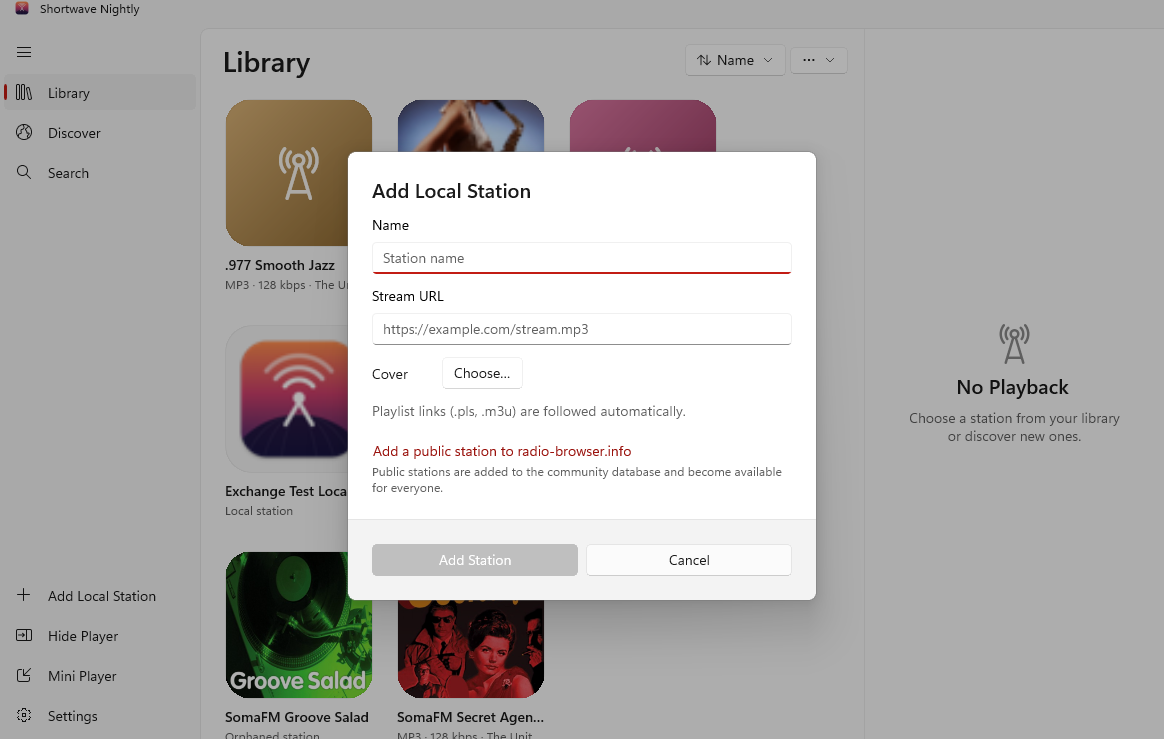 Shortwave Nightly
Library
Discover
Search
Add Local Station
Hide Player
Mini Player
Settings
Library
Name
.977 Smooth Jazz
MP3 · 128 kbps · The
Exchange Test
Local station
Groove Salad
SomaFM Groove Salad
Orphaned station
SomaFM Secret Agen...
MP3 · 128 kbps · The Unit
Add Local Station
Name
Station name
Stream URL
https://example.com/stream.mp3
Cover
Choose...
Playlist links (.pls, .m3u) are followed automatically.
Add a public station to radio-browser.info
Public stations are added to the community database and become available
for everyone.
Add Station
Cancel
No Playback
Choose a station from your library
or discover new ones.